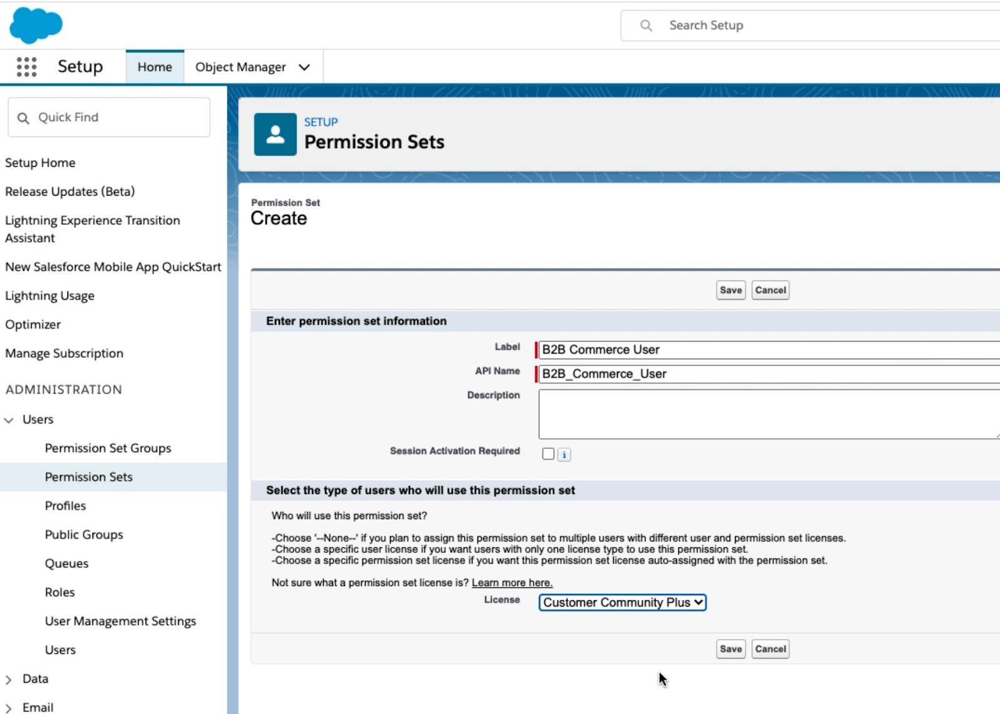 Search Setup
Setup
Home
Object Manager
Quick Find
Setup Home
Release Updates (Beta)
Lightning Experience Transition
Assistant
New Salesforce Mobile App QuickStart
Lightning Usage
Optimizer
Manage Subscription
ADMINISTRATION
Users
Permission Set Groups
Permission Sets
Profiles
Public Groups
Queues
Roles
User Management Settings
Users
Data
Email
SETUP
Permission Sets
Permission Set
Create
Save Cancel
Enter permission set information
Label B2B Commerce User
API Name B2B_Commerce_User
Description
Session Activation Required i
Select the type of users who will use this permission set
Who will use this permission set?
-Choose '--None--' if you plan to assign this permission set to multiple users with different user and permission set licenses.
-Choose a specific user license if you want users with only one license type to use this permission set.
-Choose a specific permission set license if you want this permission set license auto-assigned with the permission set.
Not sure what a permission set license is? Learn more here.
License Customer Community Plus
Save Cancel